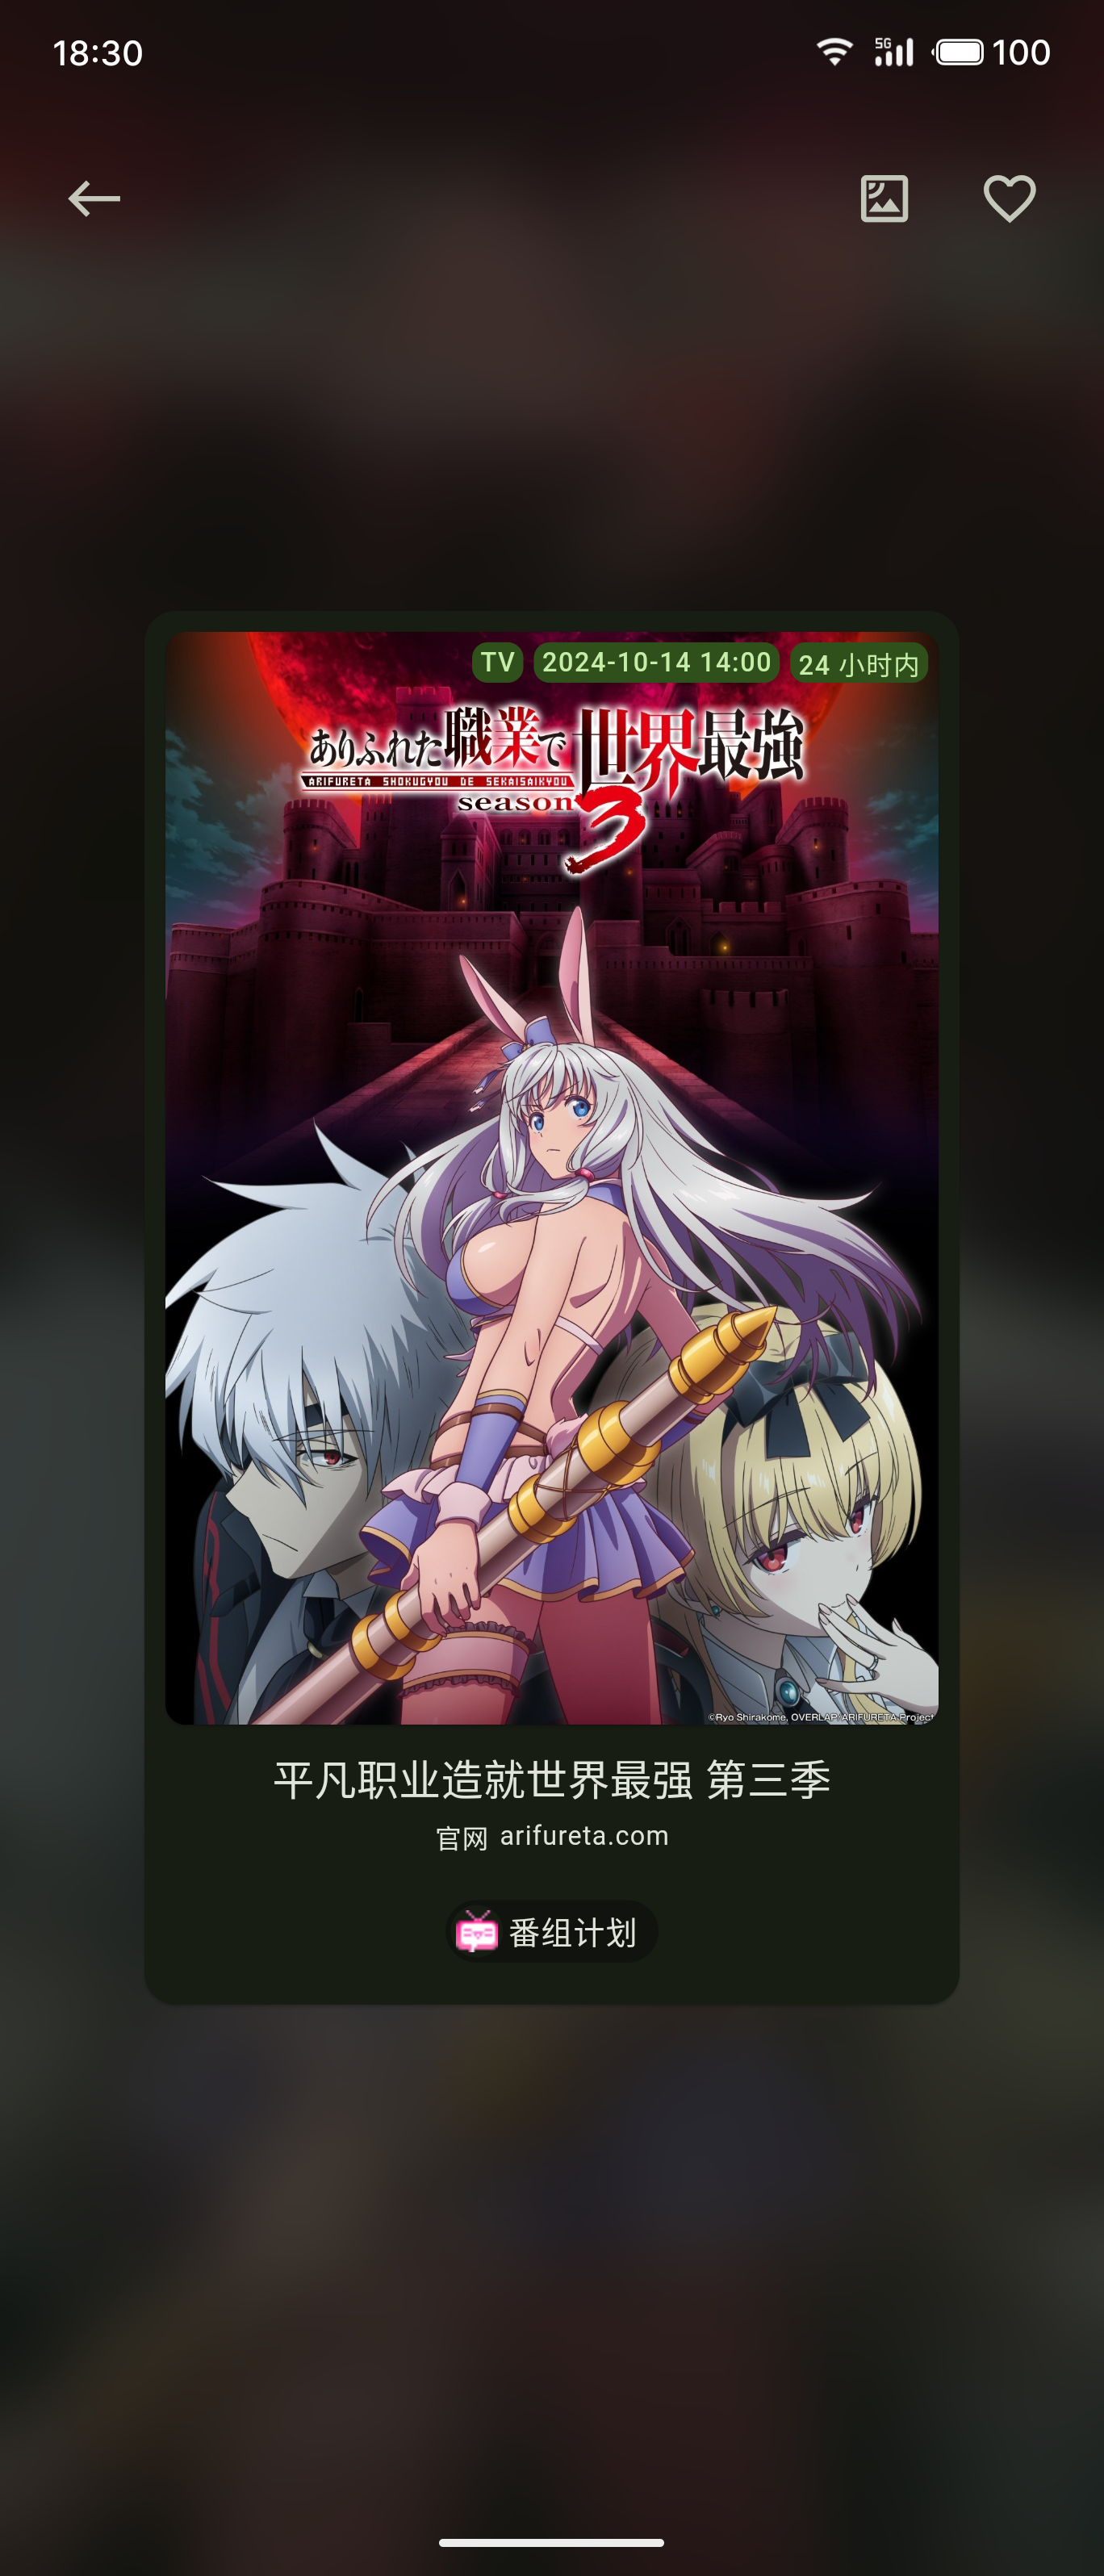 18:30
5G
100
TV 2024-10-14 14:00 24 小时内
ありふれた職業で世界最強
ARIFURETA SHOKUGYOU DE SEKAISAIKYOU
season 3
©Ryo Shirakome, OVERLAP/ARIFURETA Project
平凡职业造就世界最强 第三季
官网 arifureta.com
番组计划